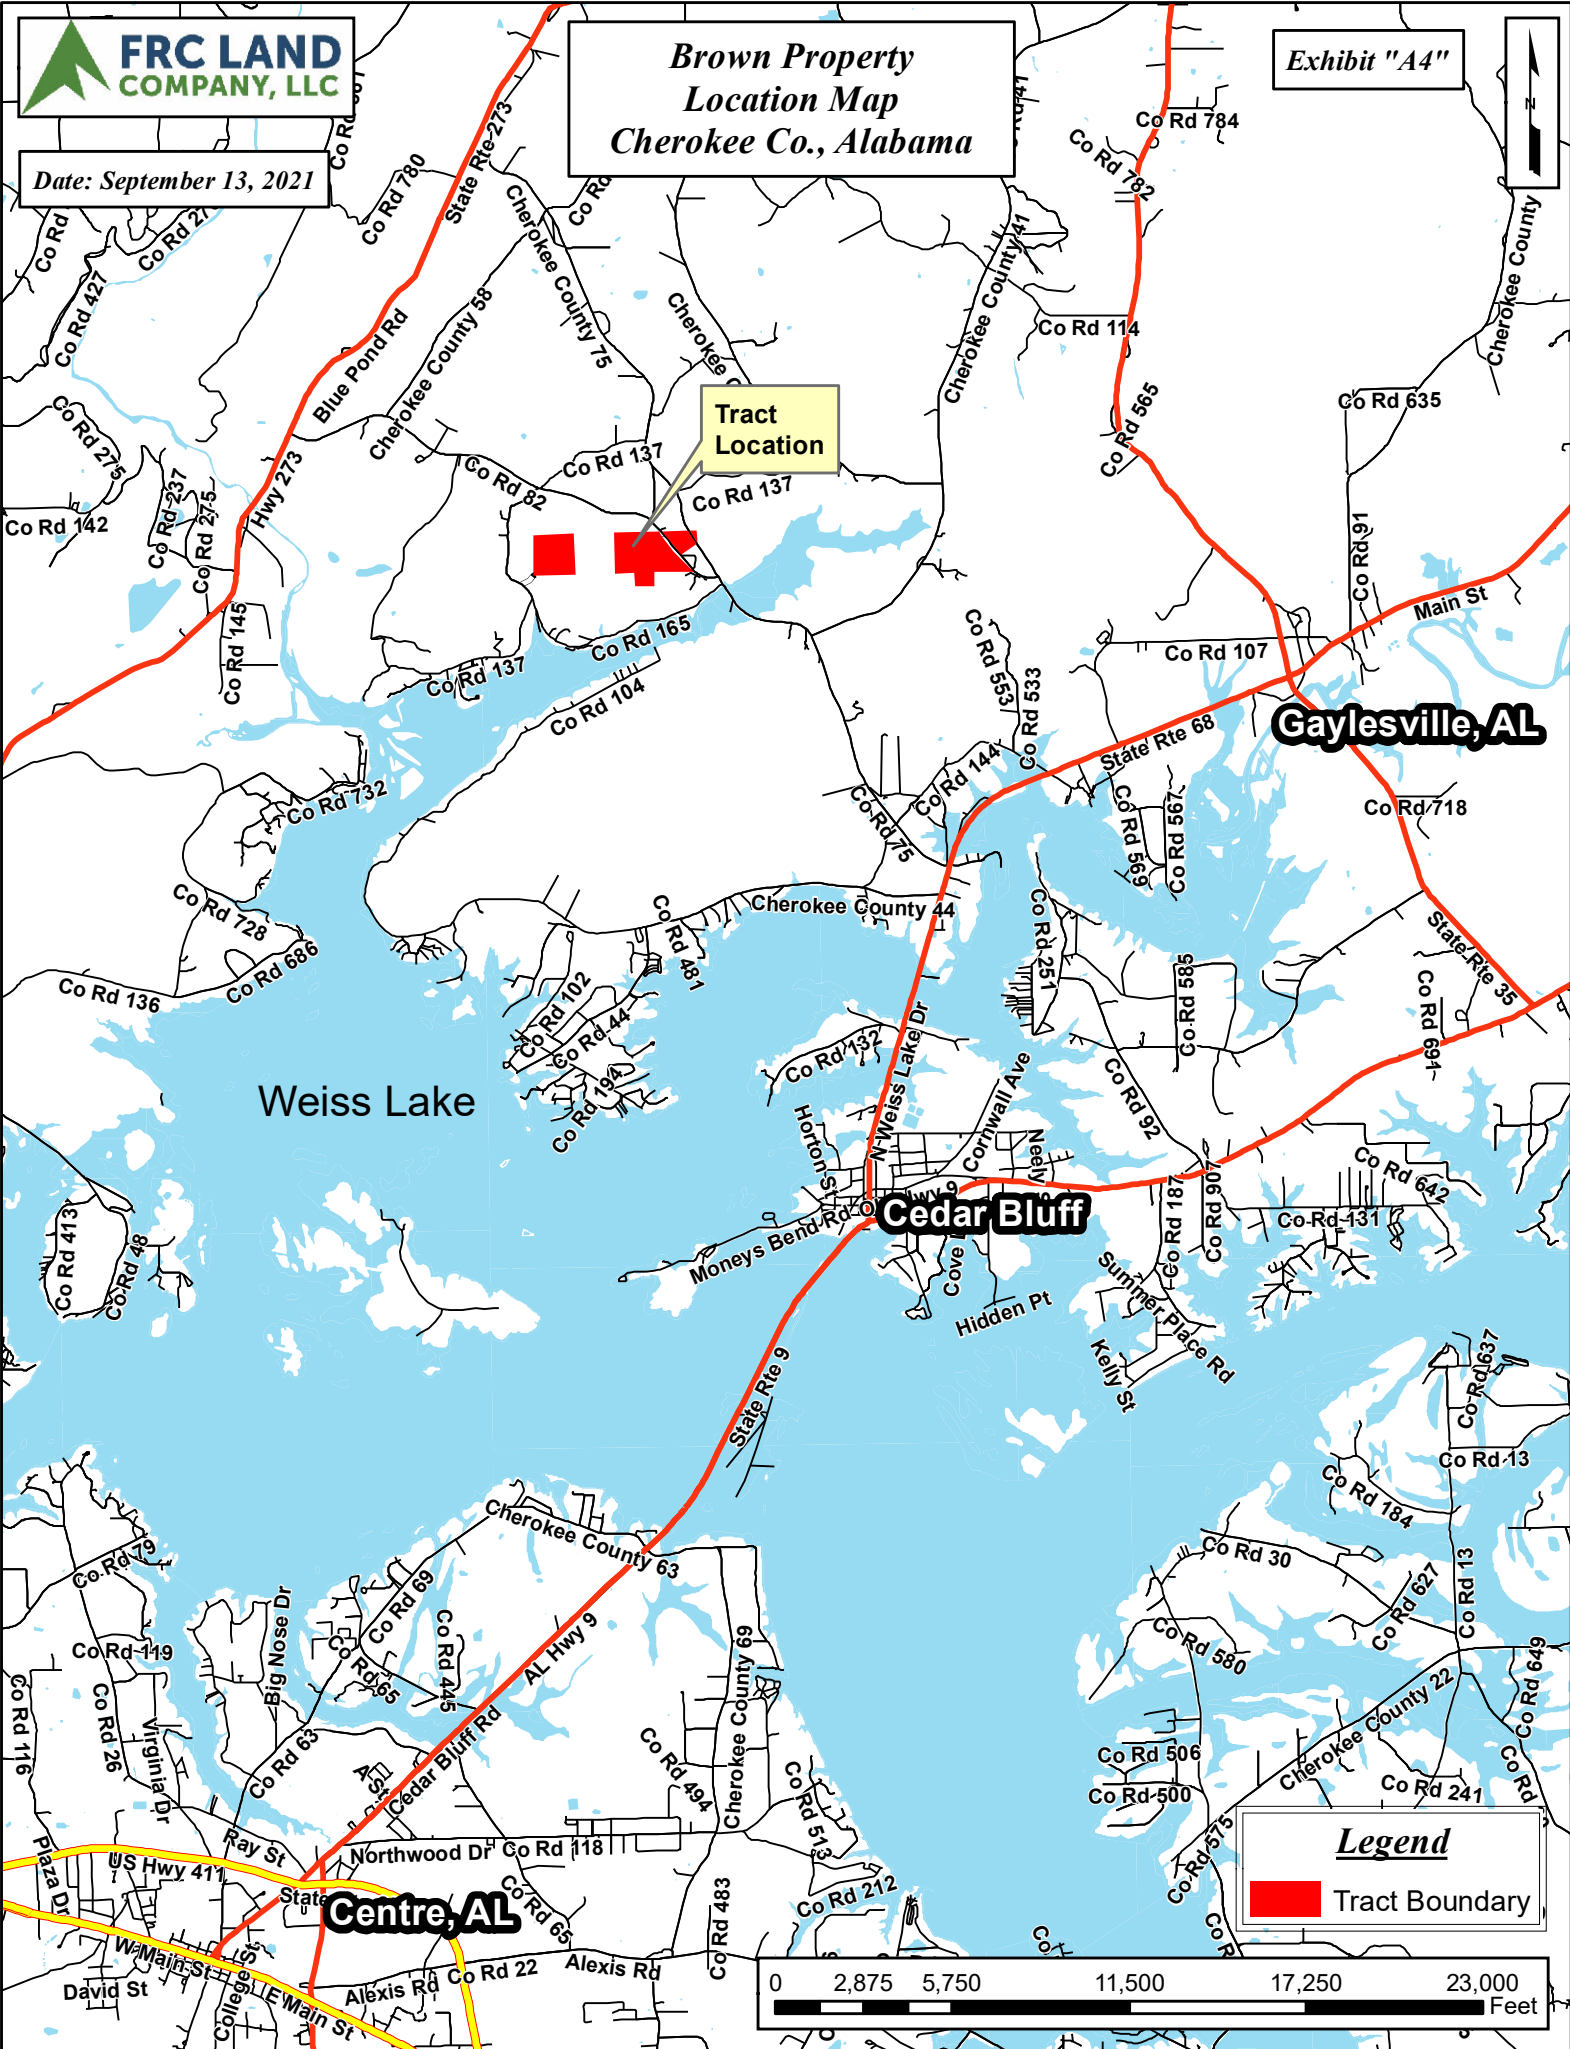 FRC LAND
COMPANY, LLC
Brown Property
Location Map
Cherokee Co., Alabama
Exhibit "A4"
N
Date: September 13, 2021
Co Rd 780
State Rte 273
Co Rd 784
Co Rd 782
Co Rd 427
Cherokee County 75
Cherokee County 58
Cherokee County 41
Cherokee County
Blue Pond Rd
Co Rd 114
Co Rd 565
Co Rd 635
Tract
Location
Co Rd 275
Co Rd 237
Co Rd 275
Co Rd 142
Hwy 273
Co Rd 82
Co Rd 137
Co Rd 137
Co Rd 91
Main St
Co Rd 145
Co Rd 165
Co Rd 137
Co Rd 104
Co Rd 553
Co Rd 533
Co Rd 107
Gaylesville, AL
State Rte 68
Co Rd 732
Co Rd 144
Co Rd 75
Co Rd 569
Co Rd 567
Co Rd 718
Co Rd 728
Co Rd 686
Co Rd 136
Cherokee County 44
Co Rd 481
Co Rd 251
Co Rd 585
State Rte 35
Co Rd 691
Co Rd 102
Co Rd 44
Co Rd 194
Co Rd 132
N Weiss Lake Dr
Weiss Lake
Cornwall Ave
Horton St
Neely
Co Rd 92
Co Rd 642
Co Rd 187
Co Rd 907
Co Rd 131
Cedar Bluff
Moneys Bend Rd
Co Rd 413
Co Rd 48
Hidden Pt
Summer Place Rd
Kelly St
State Rte 9
Co Rd 637
Co Rd 13
Co Rd 184
Cherokee County 63
Co Rd 79
Co Rd 69
Co Rd 30
Co Rd 627
Co Rd 13
Co Rd 119
Big Nose Dr
Co Rd 65
Co Rd 445
AL Hwy 9
Cherokee County 69
Co Rd 580
Co Rd 649
Co Rd 116
Co Rd 26
Virginia Dr
Co Rd 63
A St
Cedar Bluff Rd
Co Rd 494
Co Rd 513
Co Rd 506
Co Rd 500
Cherokee County 22
Co Rd 241
Co Rd
Co Rd 575
Plaza Dr
US Hwy 411
Ray St
Northwood Dr
Co Rd 118
Co Rd 65
Co Rd 212
Co Rd 483
State
Centre, AL
W Main St
David St
College St
E Main St
Alexis Rd
Co Rd 22
Alexis Rd
Legend
Tract Boundary
0 2,875 5,750 11,500 17,250 23,000
Feet